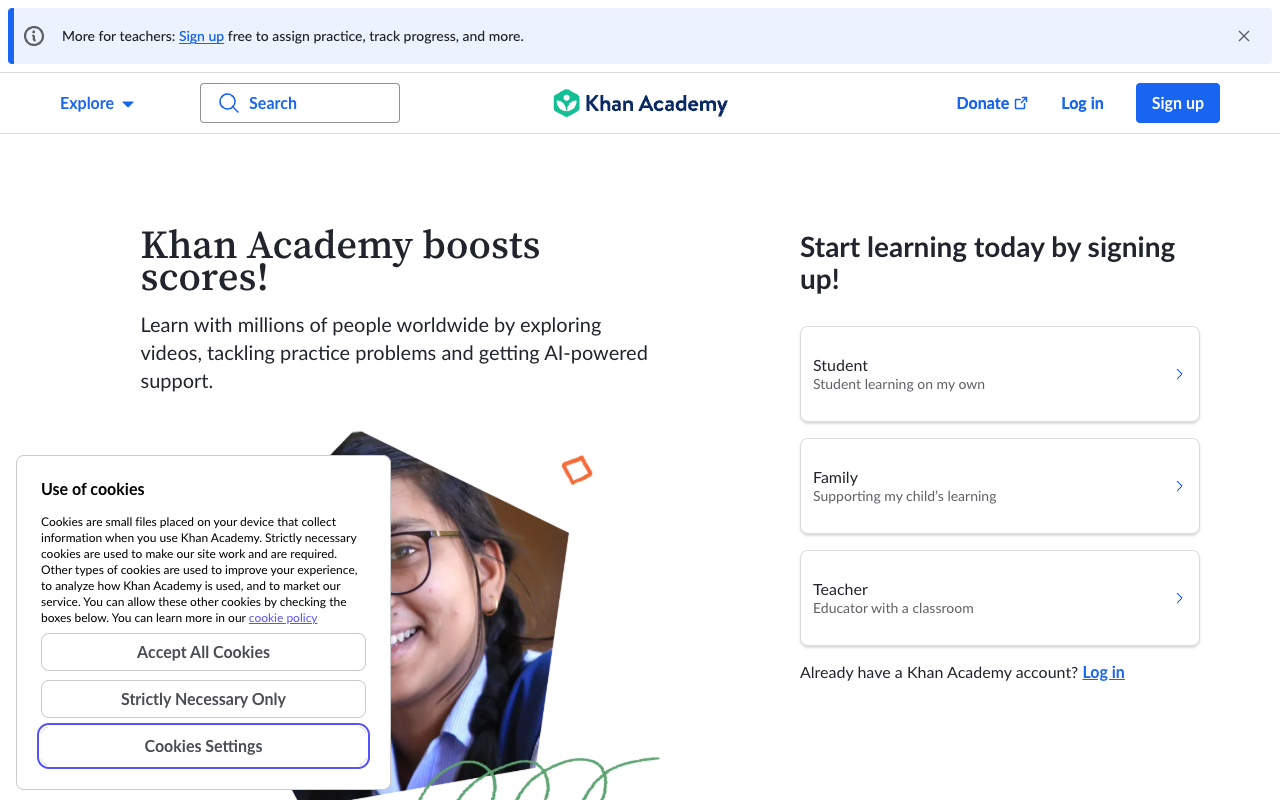 More for teachers: Sign up free to assign practice, track progress, and more.
Explore
Search
Khan Academy
Donate
Log in
Sign up
Khan Academy boosts
scores!
Learn with millions of people worldwide by exploring
videos, tackling practice problems and getting AI-powered
support.
Start learning today by signing
up!
Student
Student learning on my own
Family
Supporting my child's learning
Teacher
Educator with a classroom
Already have a Khan Academy account? Log in
Use of cookies
Cookies are small files placed on your device that collect
information when you use Khan Academy. Strictly necessary
cookies are used to make our site work and are required.
Other types of cookies are used to improve your experience,
to analyze how Khan Academy is used, and to market our
service. You can allow these other cookies by checking the
boxes below. You can learn more in our cookie policy
Accept All Cookies
Strictly Necessary Only
Cookies Settings